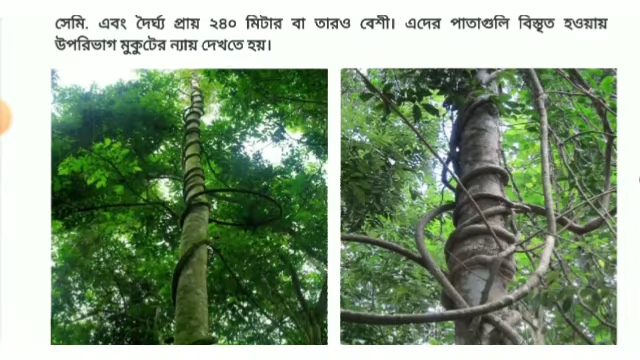 সেমি. এবং দৈর্ঘ্য প্রায় ২৪০ মিটার বা তারও বেশী। এদের পাতাগুলি বিস্তৃত হওয়ায়
উপরিভাগ মুকুটের ন্যায় দেখতে হয়।